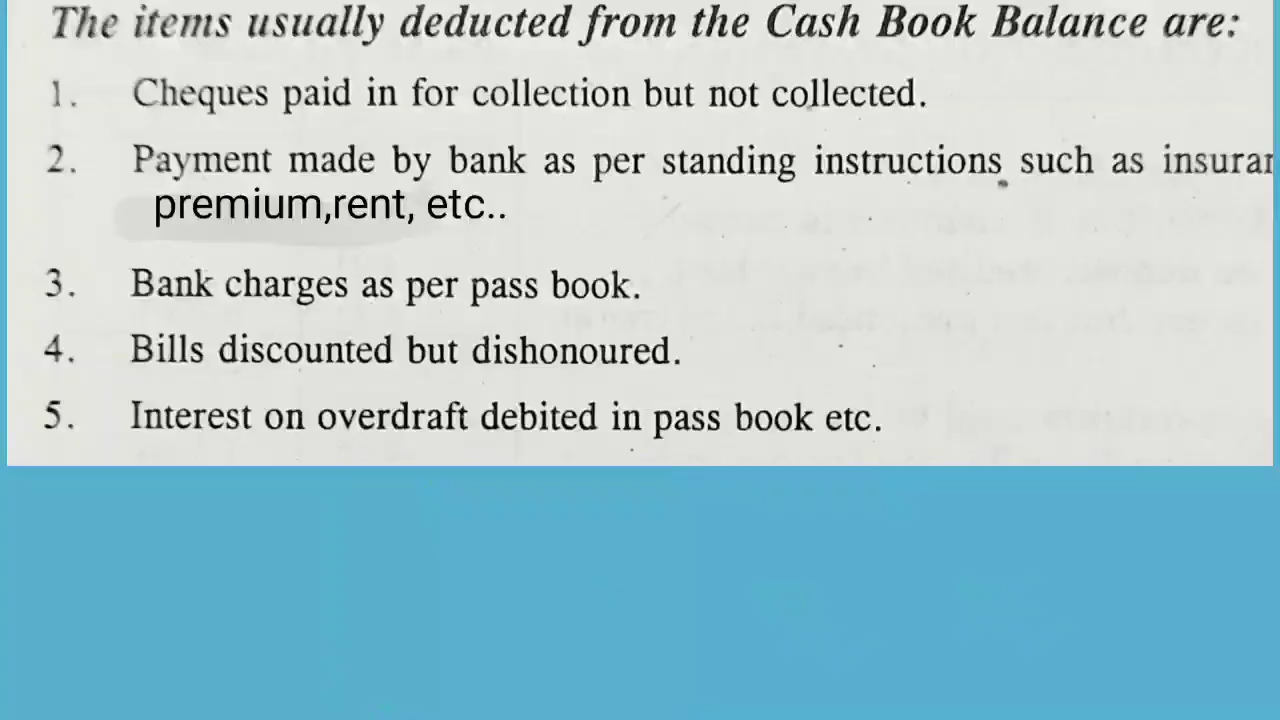 The items usually deducted from the Cash Book Balance are:
1. Cheques paid in for collection but not collected.
2. Payment made by bank as per standing instructions such as
premium,rent, etc..
3. Bank charges as per pass book.
4. Bills discounted but dishonoured.
5. Interest on overdraft debited in pass book etc.